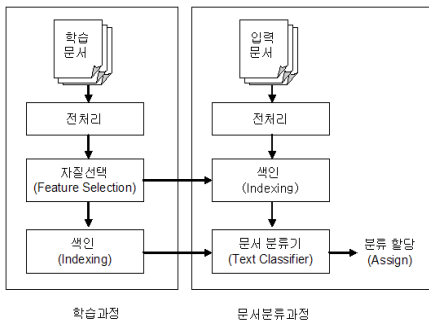 학습
문서
전처리
자질선택
(Feature Selection)
색인
(Indexing)
학습과정
입력
문서
전처리
색인
(Indexing)
문서 분류기
(Text Classifier)
분류 할당
(Assign)
문서분류과정